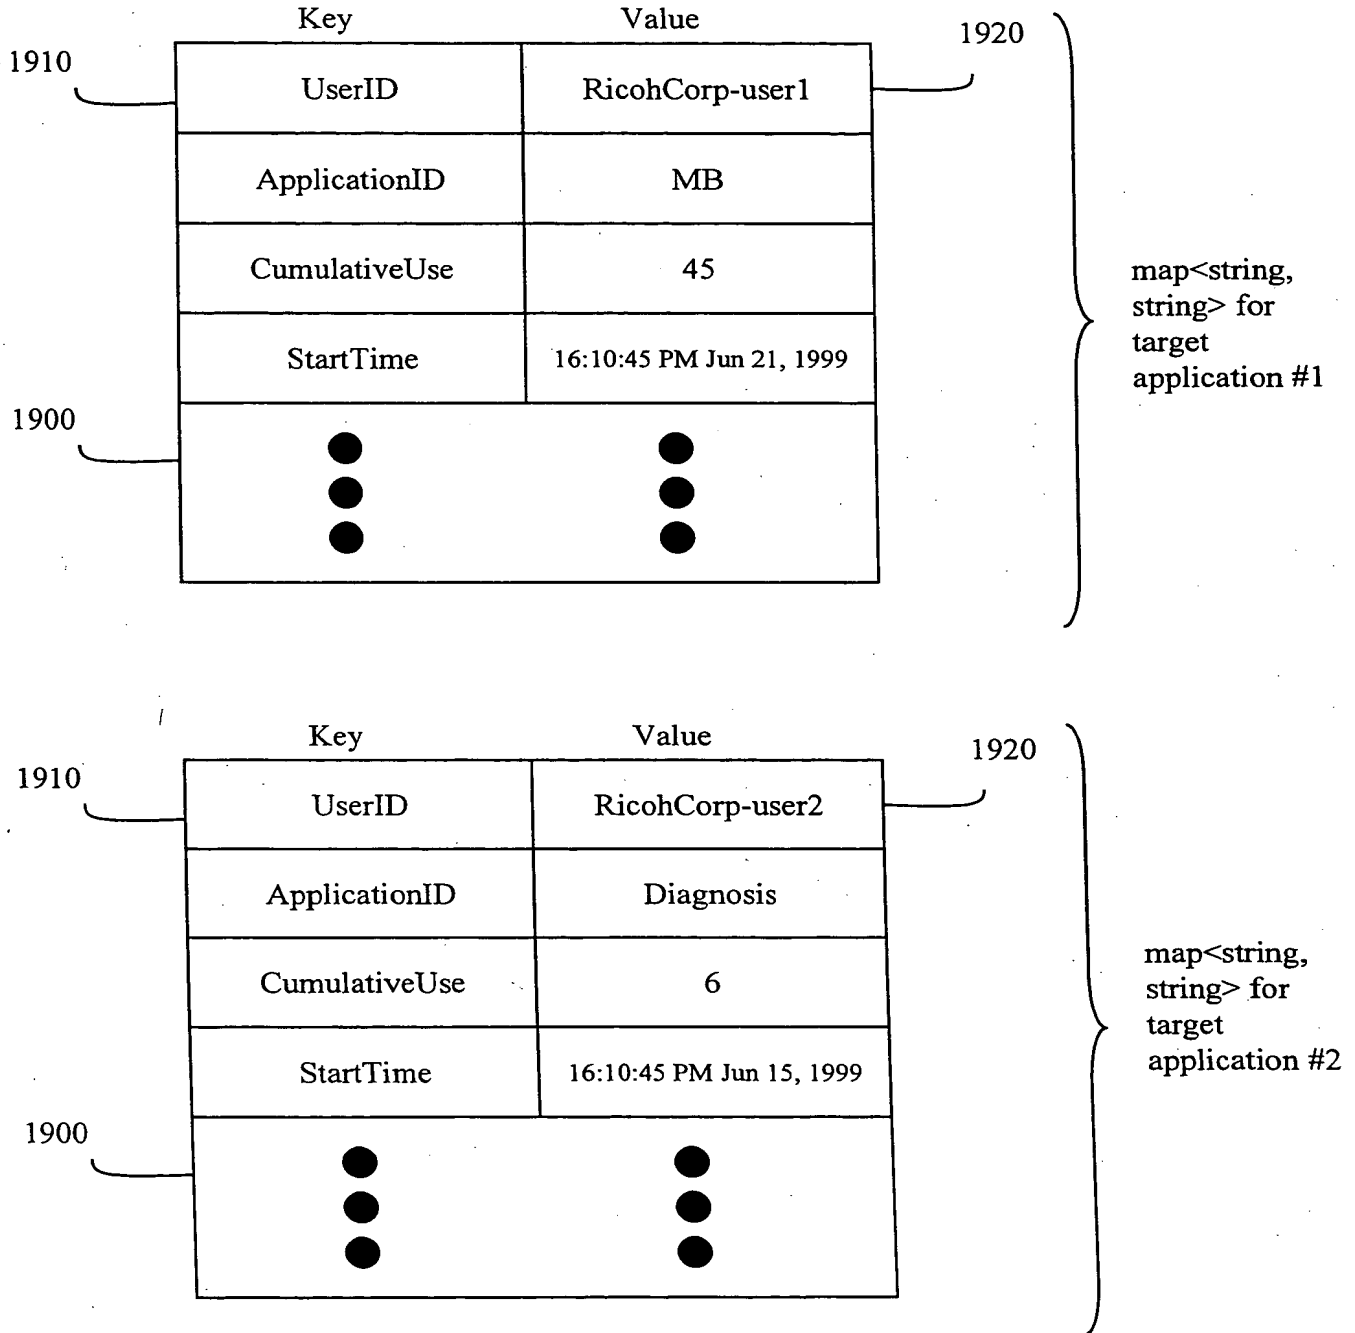 Key Value
1910
1920
UserID RicohCorp-user1
ApplicationID MB
CumulativeUse 45
StartTime 16:10:45 PM Jun 21, 1999
1900
map<string,
string> for
target
application #1
Key Value
1910
1920
UserID RicohCorp-user2
ApplicationID Diagnosis
CumulativeUse 6
StartTime 16:10:45 PM Jun 15, 1999
1900
map<string,
string> for
target
application #2